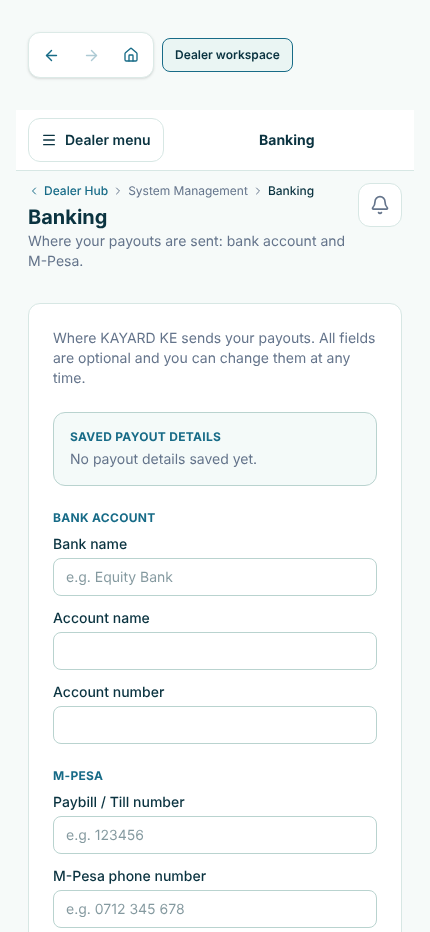 Dealer workspace
Dealer menu
Banking
Dealer Hub > System Management > Banking
Banking
Where your payouts are sent: bank account and
M-Pesa.
Where KAYARD KE sends your payouts. All fields
are optional and you can change them at any
time.
SAVED PAYOUT DETAILS
No payout details saved yet.
BANK ACCOUNT
Bank name
e.g. Equity Bank
Account name
Account number
M-PESA
Paybill / Till number
e.g. 123456
M-Pesa phone number
e.g. 0712 345 678